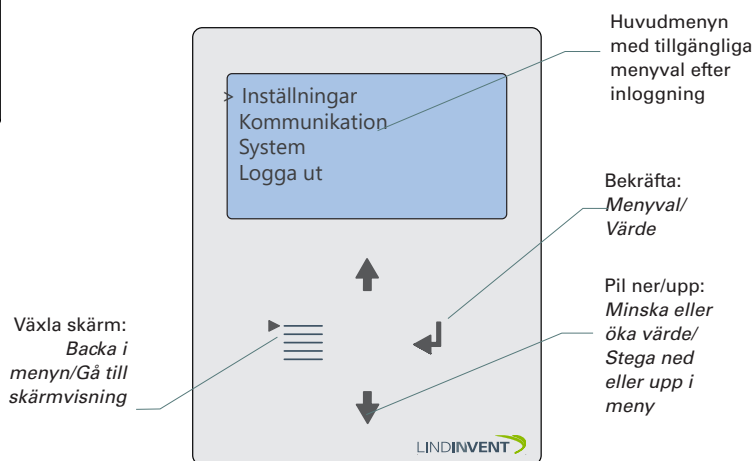 Huvudmenyn
med tillgängliga
menyval efter
inloggning
> Inställningar
Kommunikation
System
Logga ut
Bekräfta:
Menyval/
Värde
Pil ner/upp:
Minska eller
öka värde/
Stega ned
eller upp i
meny
Växla skärm:
Backa i
menyn/Gå till
skärmvisning
LINDINVENT